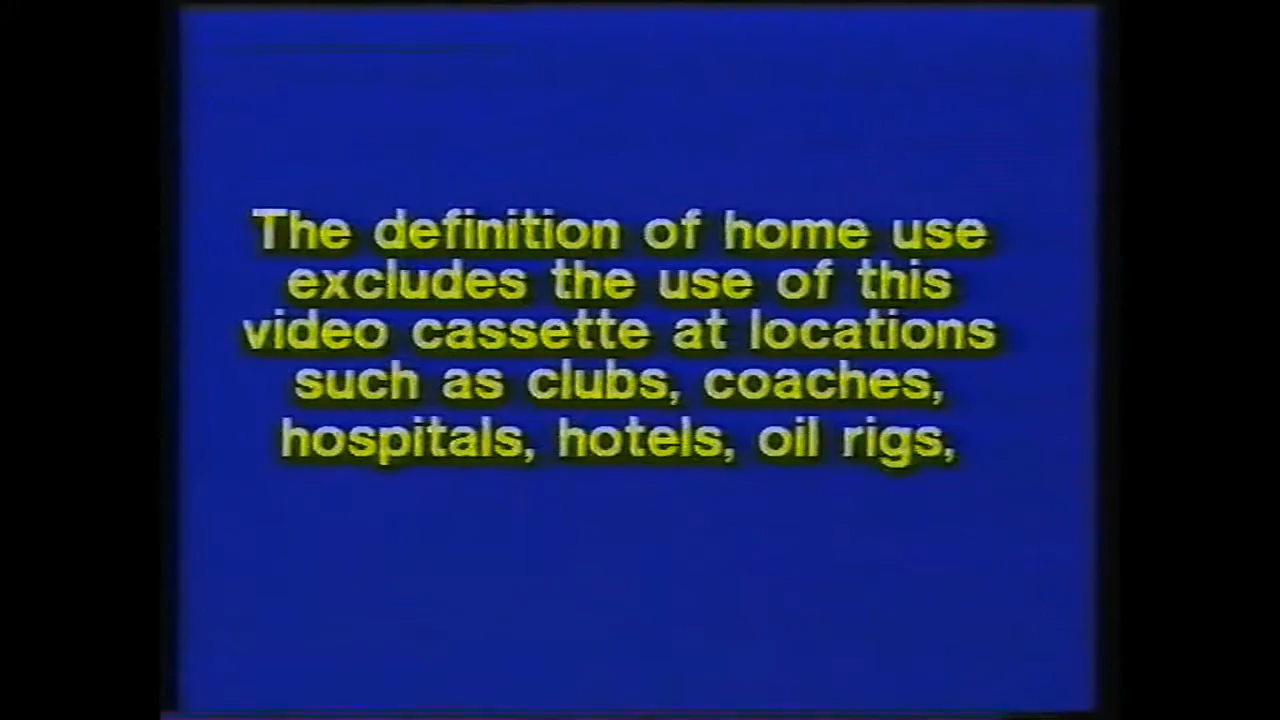 The definition of home use
excludes the use of this
video cassette at locations
such as clubs, coaches,
hospitals, hotels, oil rigs,